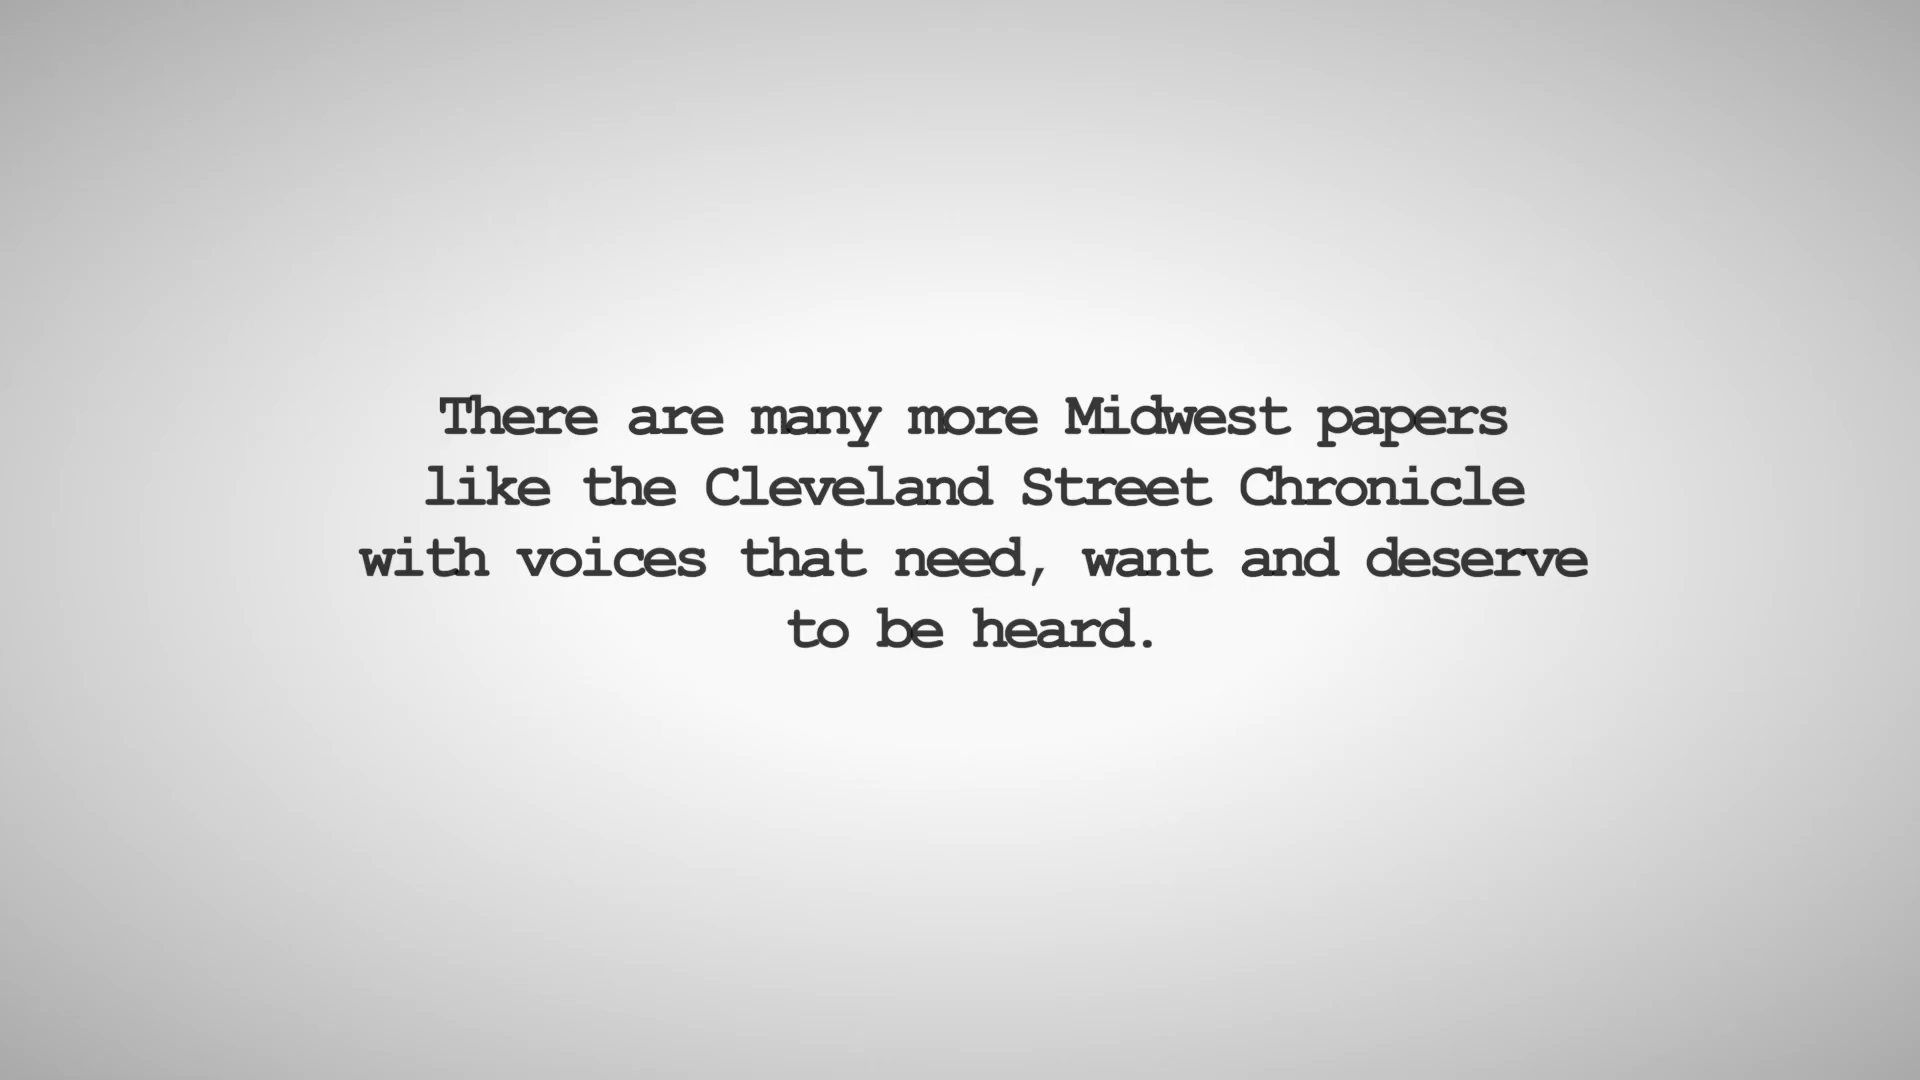 There are many more Midwest papers
like the Cleveland Street Chronicle
with voices that need, want and deserve
to be heard.